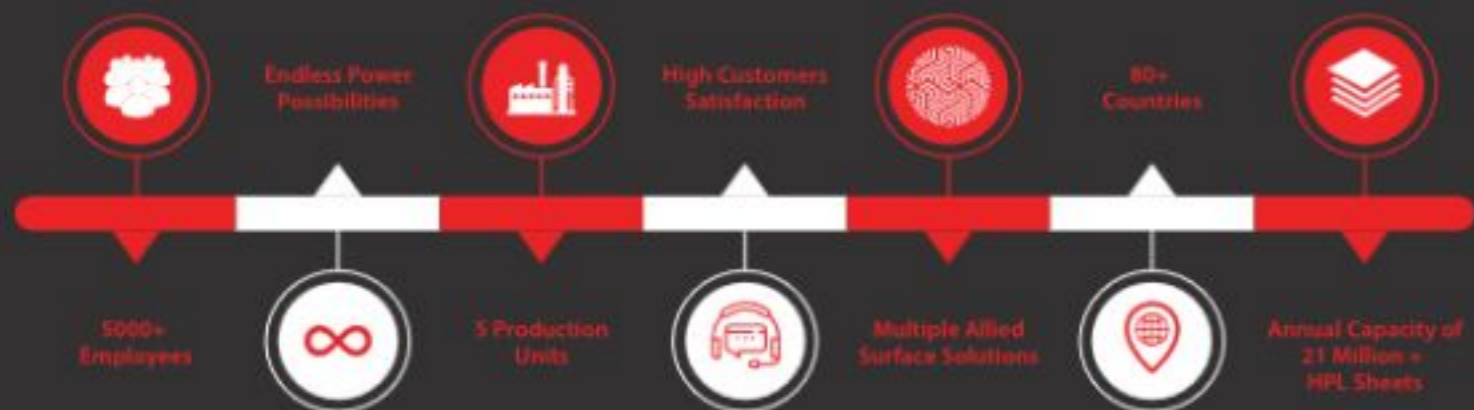 Endless Power
Possibilities
High Customers
Satisfaction
80+
Countries
5000+
Employees
5 Production
Units
Multiple Allied
Surface Solutions
Annual Capacity of
21 Million +
HPL Sheets